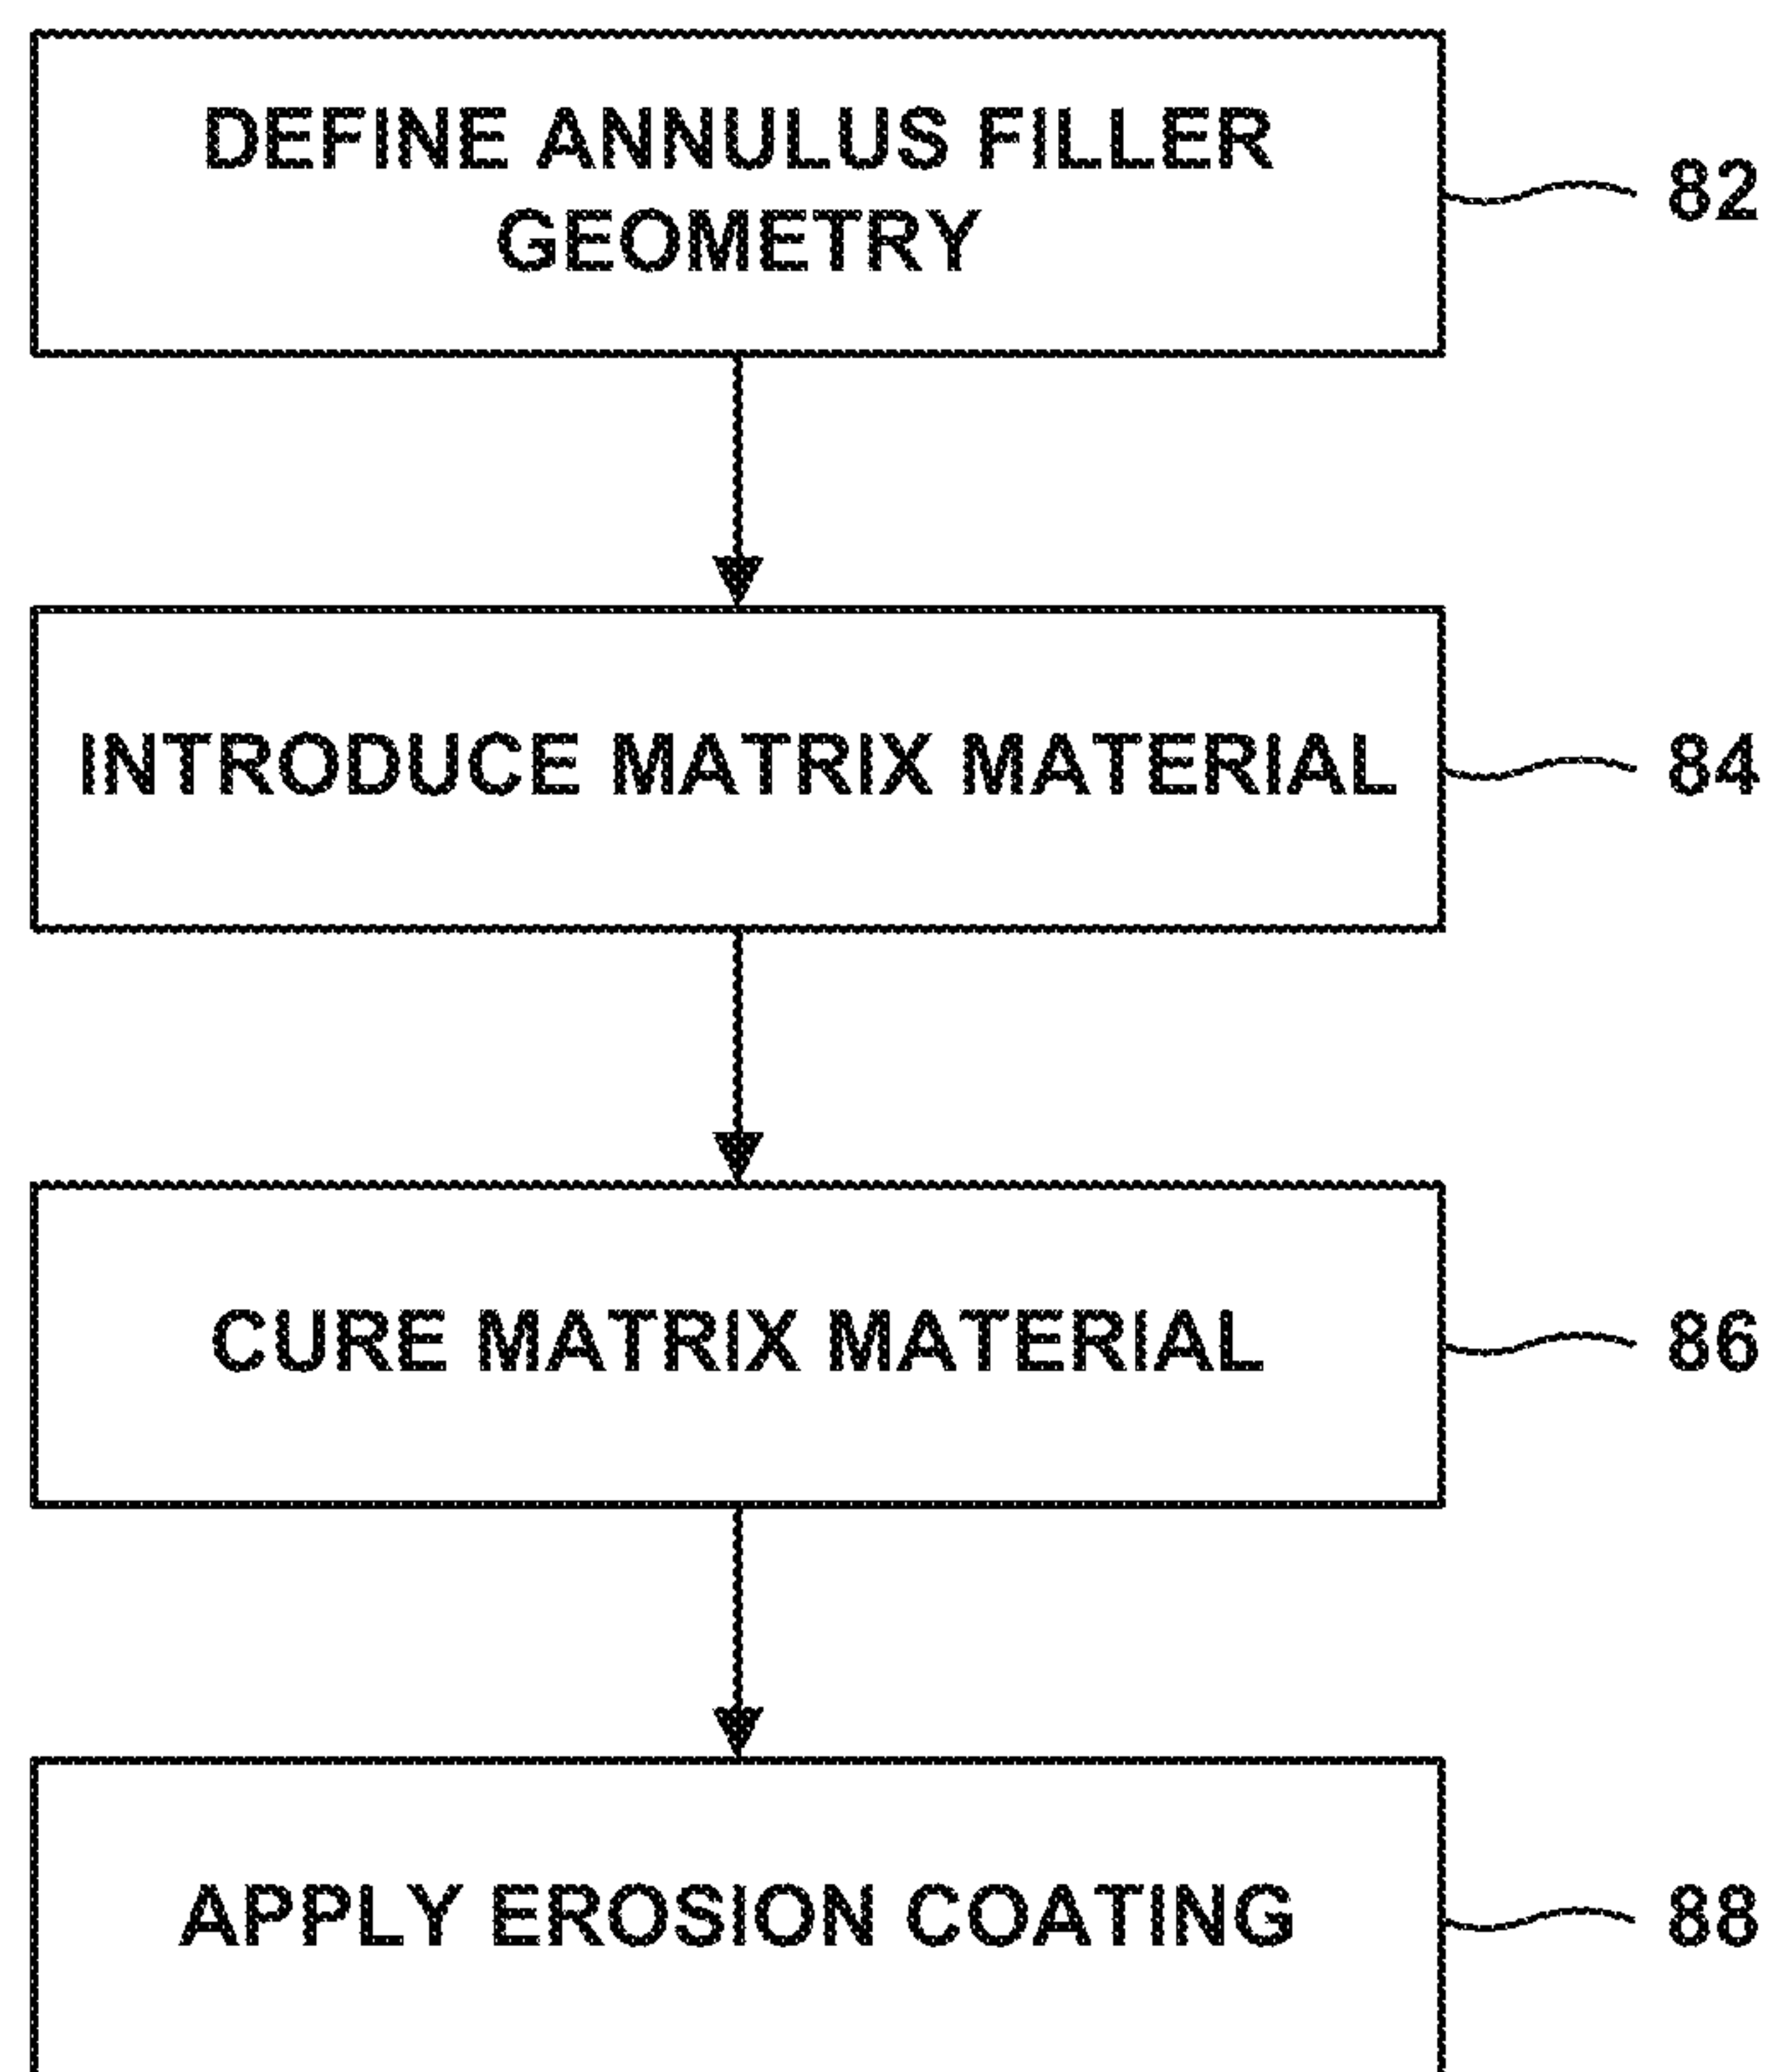 DEFINE ANNULUS FILLER
GEOMETRY
82
INTRODUCE MATRIX MATERIAL
84
CURE MATRIX MATERIAL
86
APPLY EROSION COATING
88